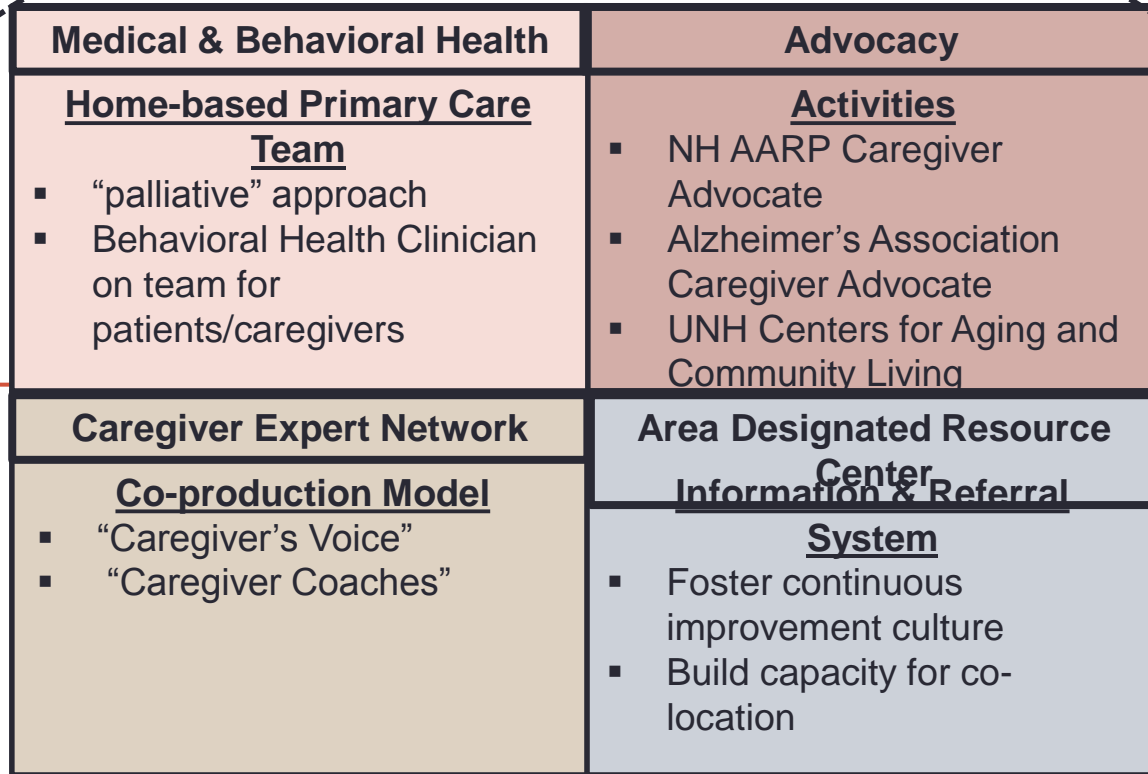 Medical & Behavioral Health
Home-based Primary Care
Team
▪ “palliative” approach
▪ Behavioral Health Clinician
on team for
patients/caregivers
Advocacy
Activities
▪ NH AARP Caregiver
Advocate
▪ Alzheimer’s Association
Caregiver Advocate
▪ UNH Centers for Aging and
Community Living
Caregiver Expert Network
Co-production Model
▪ “Caregiver’s Voice”
▪ “Caregiver Coaches”
Area Designated Resource
Center
Information & Referral
System
▪ Foster continuous
improvement culture
▪ Build capacity for co-
location